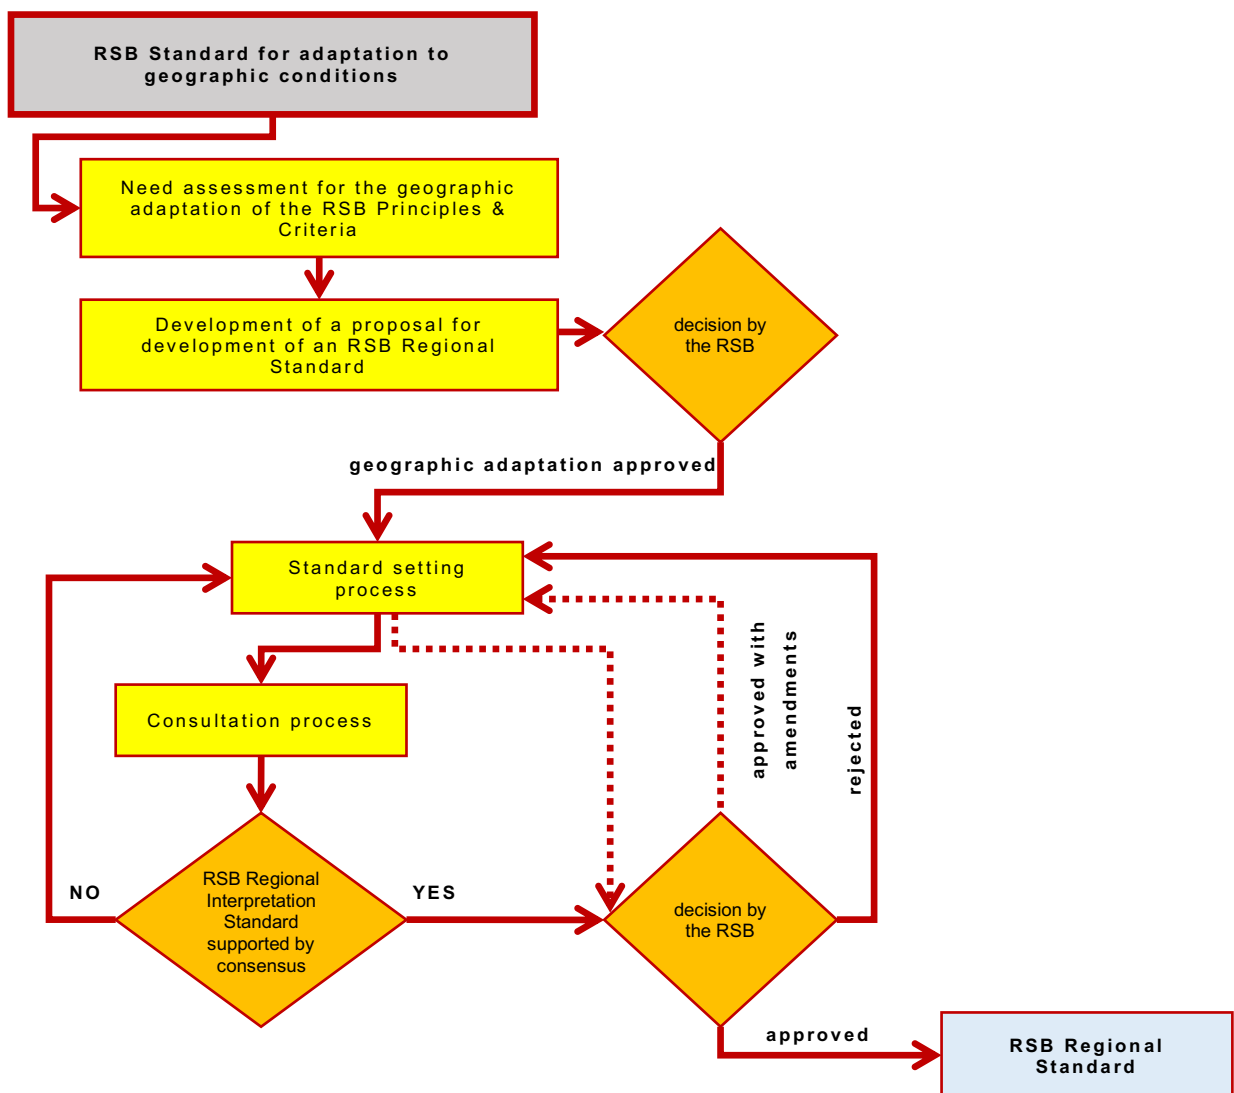 RSB Standard for adaptation to
geographic conditions
Need assessment for the geographic
adaptation of the RSB Principles &
Criteria
Development of a proposal for
development of an RSB Regional
Standard
decision by
the RSB
geographic adaptation approved
Standard setting
process
Consultation process
approved with
amendments
rejected
NO
RSB Regional
Interpretation
Standard
supported by
consensus
YES
decision by
the RSB
approved
RSB Regional
Standard